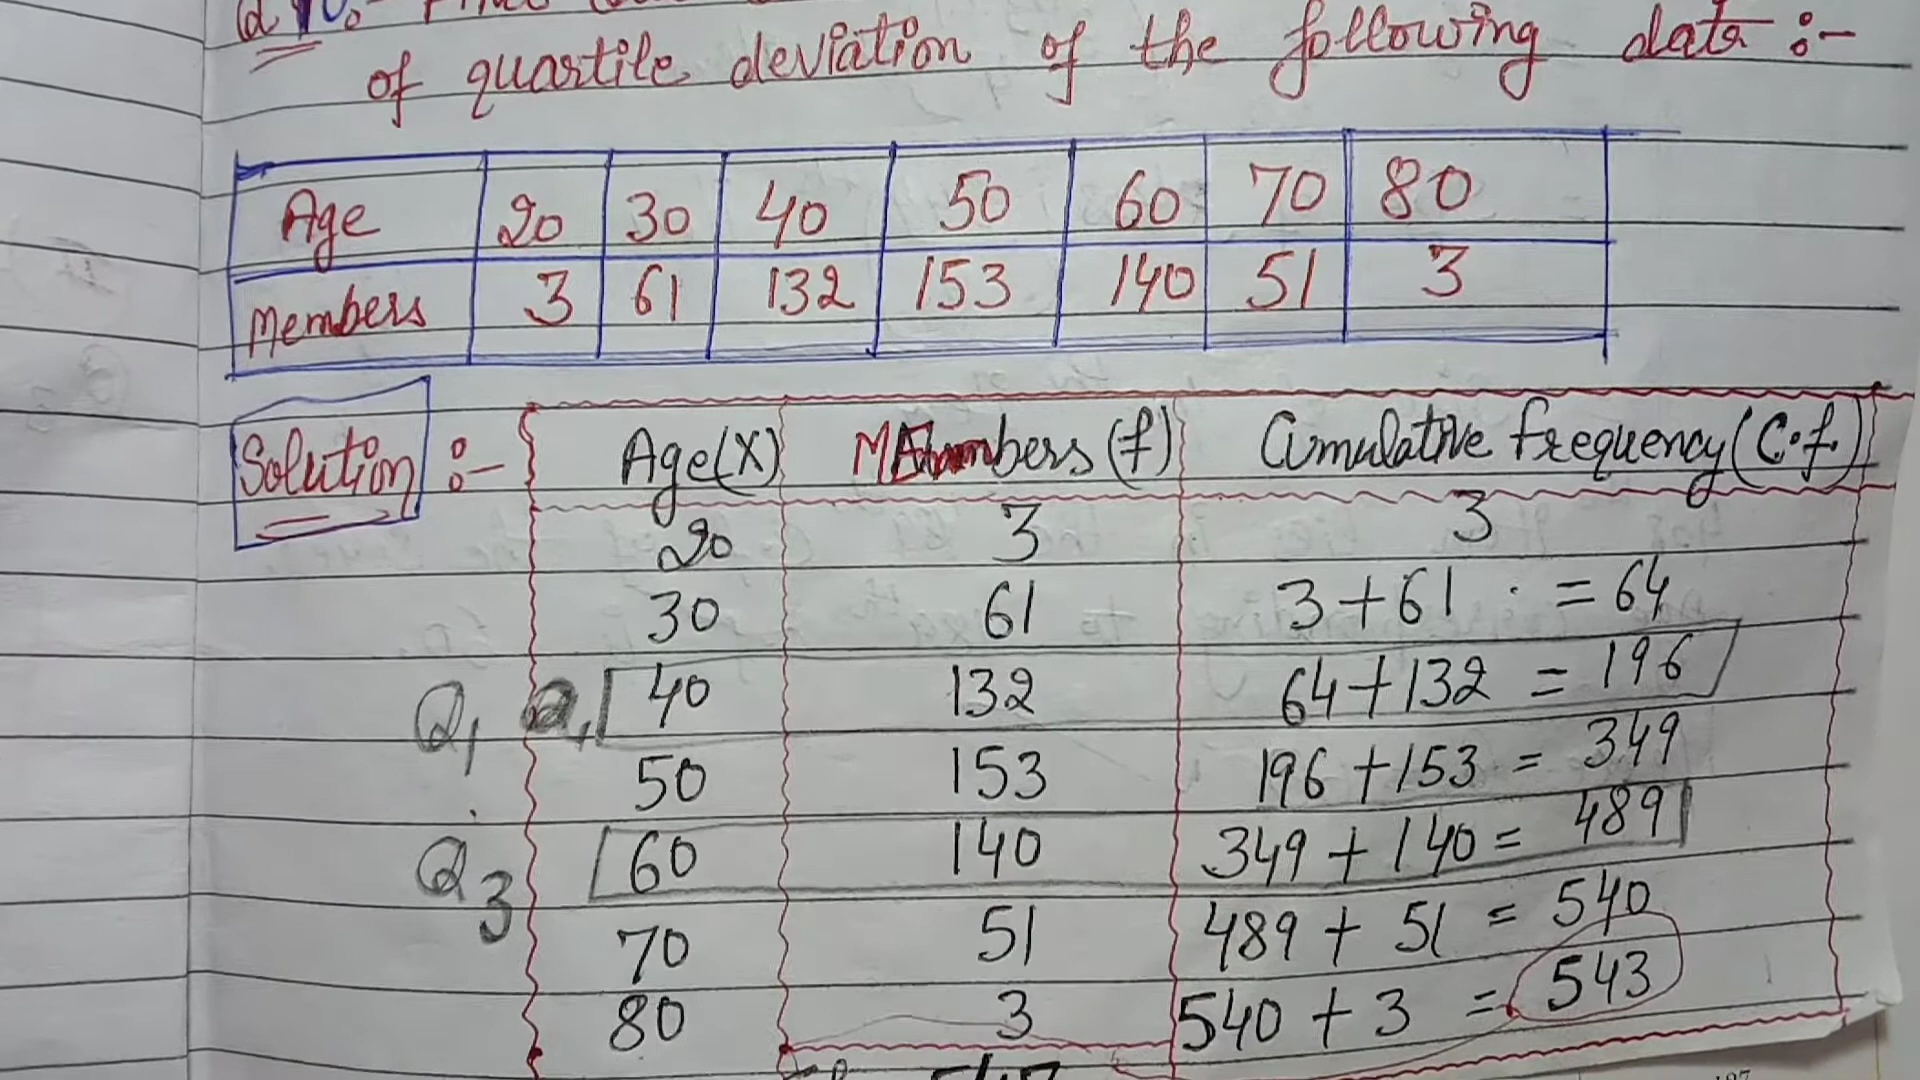 of quartile deviation of the following data :-
Age 20 30 40 50 60 70 80
Members 3 61 132 153 140 51 3
Solution :- Age(X) Members (f) Cumulative frequency (C.f.)
20 3 3
30 61 3+61 = 64
Q1 40 132 64+132 = 196
50 153 196+153 = 349
Q3 60 140 349+140 = 489
70 51 489+51 = 540
80 3 540+3 = 543